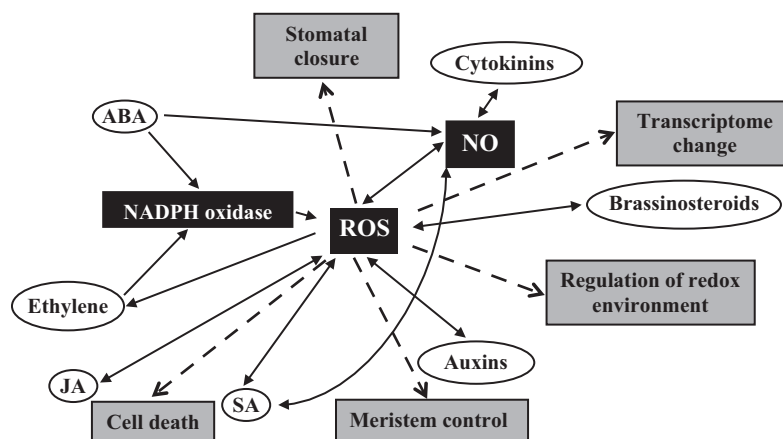 Stomatal
closure
Cytokinins
ABA
NO
Transcriptome
change
NADPH oxidase
ROS
Brassinosteroids
Ethylene
Regulation of redox
environment
Auxins
JA
SA
Cell death
Meristem control